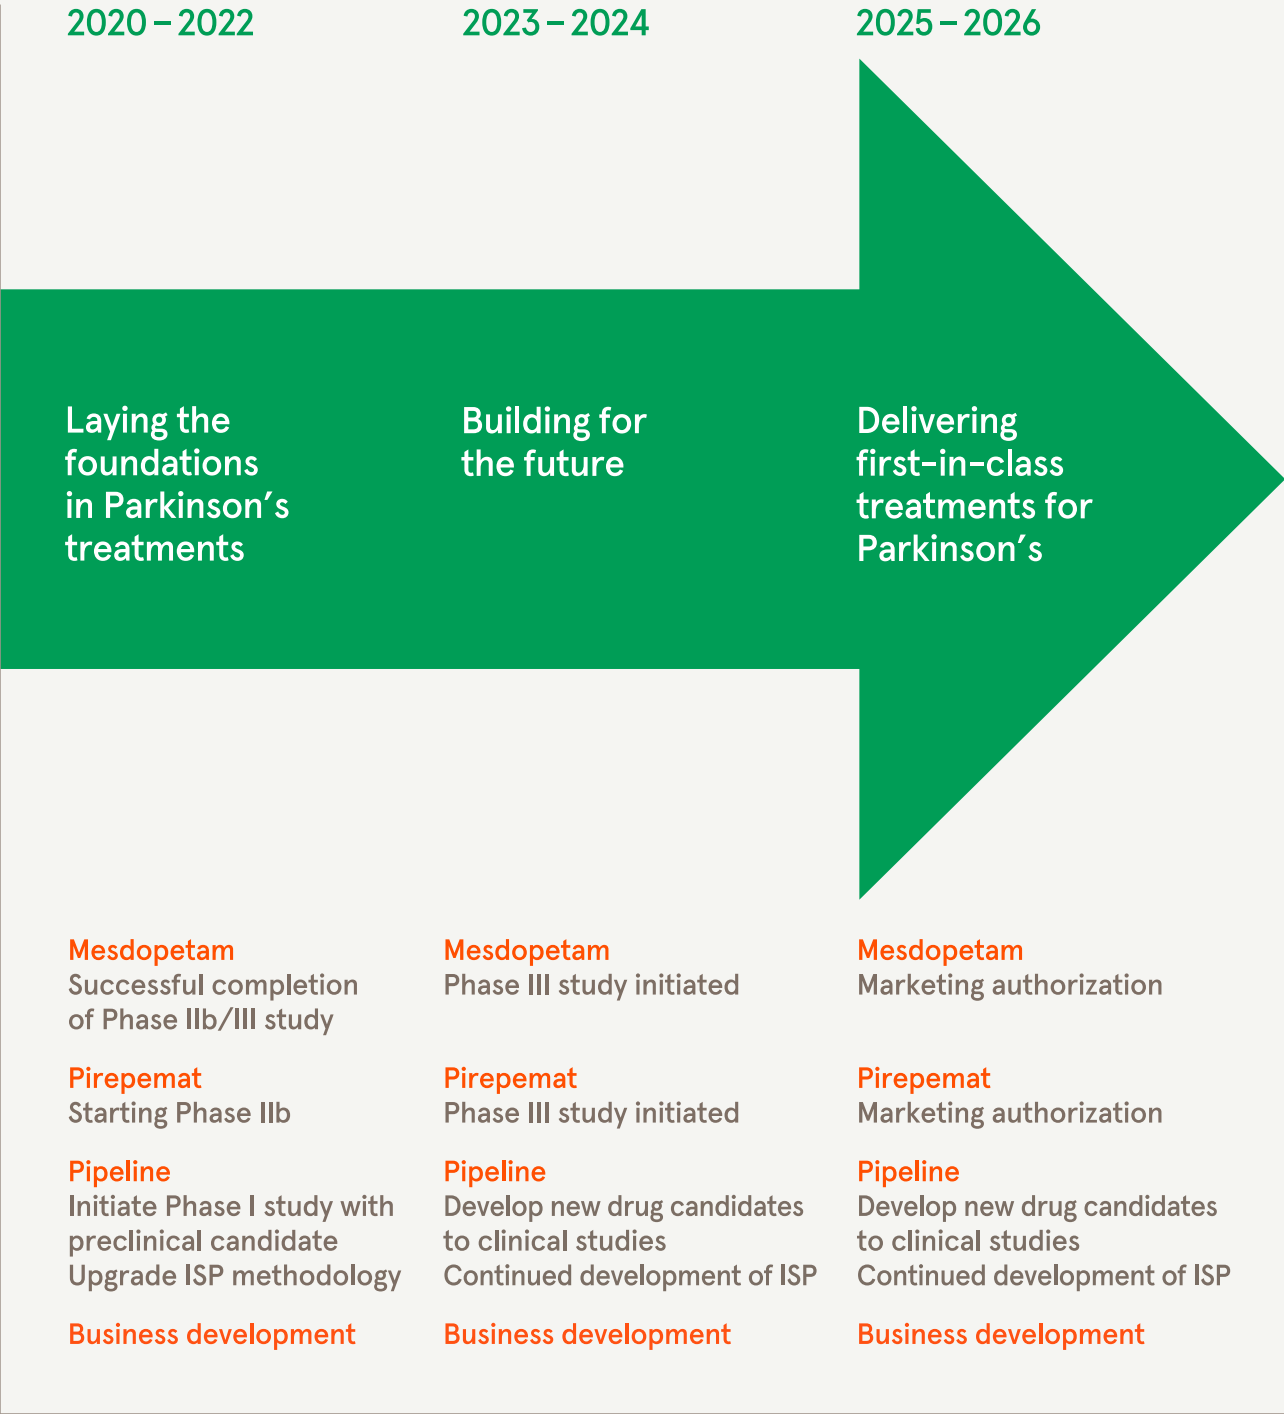 2020 – 2022
2023 – 2024
2025 – 2026
Laying the
foundations
in Parkinson’s
treatments
Building for
the future
Delivering
first-in-class
treatments for
Parkinson’s
Mesdopetam
Successful completion
of Phase IIb/III study
Pirepemat
Starting Phase IIb
Pipeline
Initiate Phase I study with
preclinical candidate
Upgrade ISP methodology
Business development
Mesdopetam
Phase III study initiated
Pirepemat
Phase III study initiated
Pipeline
Develop new drug candidates
to clinical studies
Continued development of ISP
Business development
Mesdopetam
Marketing authorization
Pirepemat
Marketing authorization
Pipeline
Develop new drug candidates
to clinical studies
Continued development of ISP
Business development